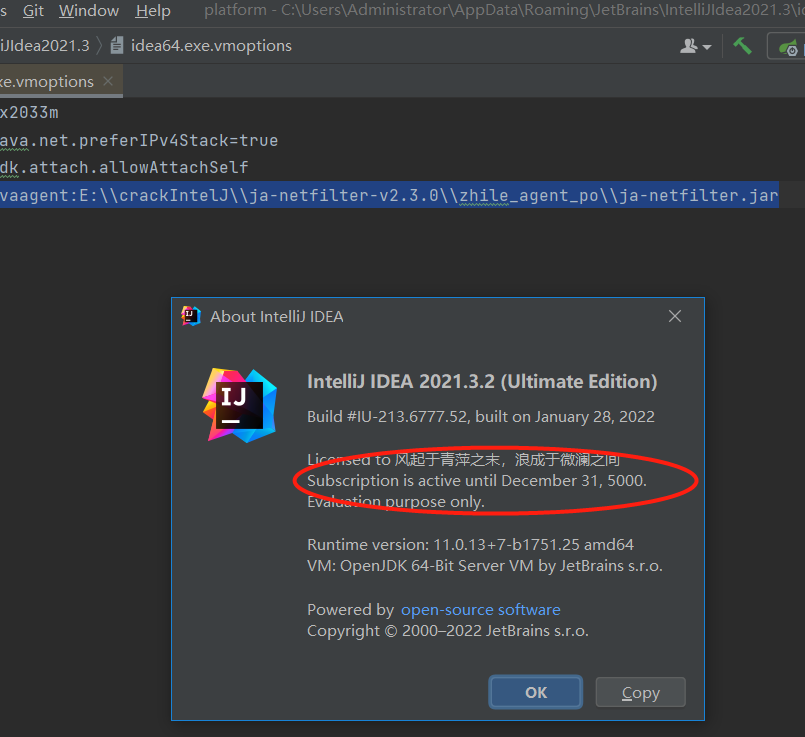 s Git Window Help platform - C:\Users\Administrator\AppData\Roaming\JetBrains\IntelliJIdea2021.3\i
iJIdea2021.3 〉 idea64.exe.vmoptions
xe.vmoptions ×
x2033m
ava.net.preferIPv4Stack=true
dk.attach.allowAttachSelf
vaagent:E:\\crackIntelJ\\ja-netfilter-v2.3.0\\zhile_agent_po\\ja-netfilter.jar
About IntelliJ IDEA
IJ
IntelliJ IDEA 2021.3.2 (Ultimate Edition)
Build #IU-213.6777.52, built on January 28, 2022
Licensed to 风起于青萍之末，浪成于微澜之间
Subscription is active until December 31, 5000.
Evaluation purpose only.
Runtime version: 11.0.13+7-b1751.25 amd64
VM: OpenJDK 64-Bit Server VM by JetBrains s.r.o.
Powered by open-source software
Copyright © 2000–2022 JetBrains s.r.o.
OK Copy